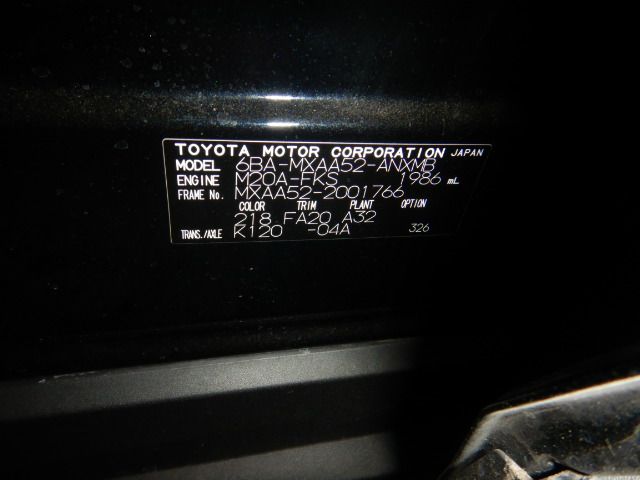 TOYOTA MOTOR CORPORATION JAPAN
MODEL 6BA-MXAA52-ANXMB
ENGINE M20A-FKS 1986 mL
FRAME No. MXAA52-2001766
COLOR TRIM PLANT OPTION
218 FA20 A32
TRANS./AXLE K120 -04A 326